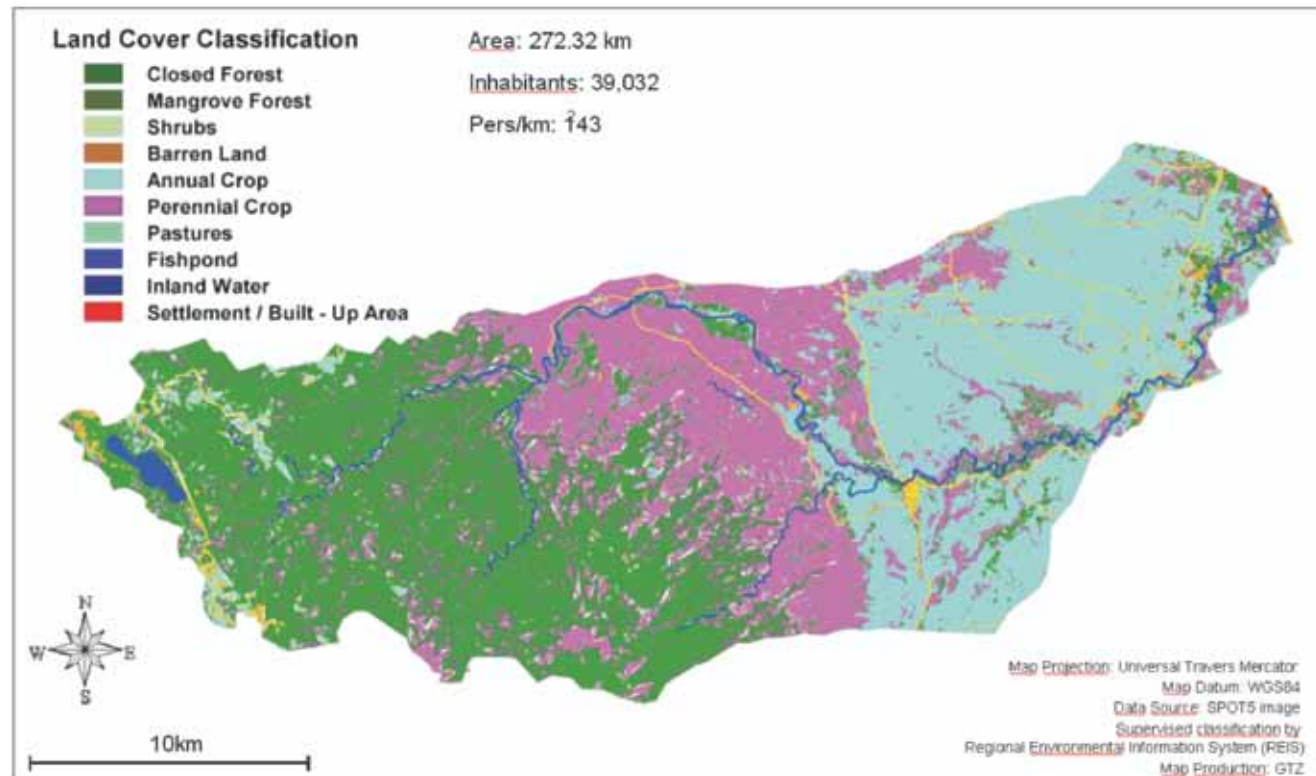 Land Cover Classification
Closed Forest
Mangrove Forest
Shrubs
Barren Land
Annual Crop
Perennial Crop
Pastures
Fishpond
Inland Water
Settlement / Built - Up Area
Area: 272.32 km
Inhabitants: 39,032
Pers/km: 2 143
N
W E
S
10km
Map Projection: Universal Travers Mercator
Map Datum: WGS84
Data Source: SPOT5 image
Supervised classification by
Regional Environmental Information System (REIS)
Map Production: GTZ